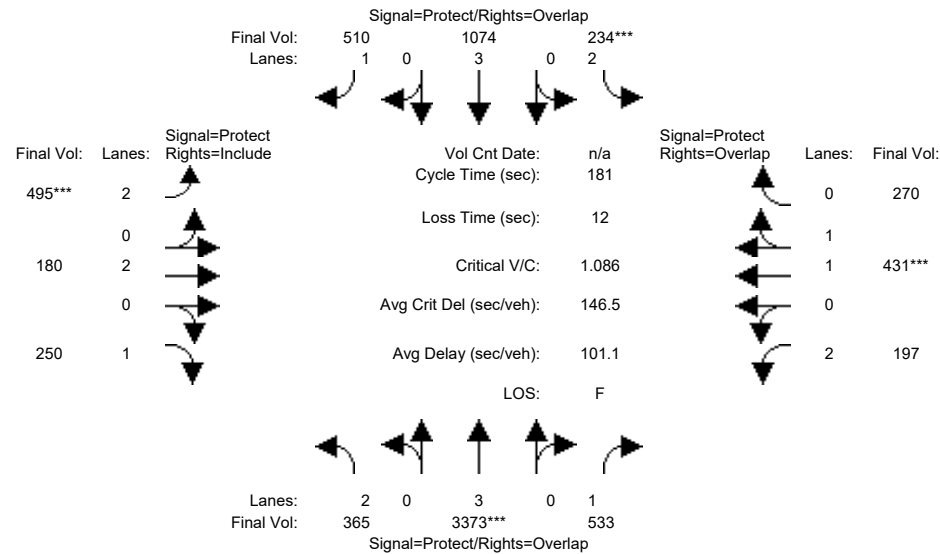 Signal=Protect/Rights=Overlap
Final Vol: 510 1074 234***
Lanes: 1 0 3 0 2
Signal=Protect Signal=Protect
Final Vol: Lanes: Rights=Include Vol Cnt Date: n/a Rights=Overlap Lanes: Final Vol:
Cycle Time (sec): 181
495*** 2 0 270
Loss Time (sec): 12
0 1
180 2 Critical V/C: 1.086 1 431***
0 Avg Crit Del (sec/veh): 146.5 0
250 1 Avg Delay (sec/veh): 101.1 2 197
LOS: F
Lanes: 2 0 3 0 1
Final Vol: 365 3373*** 533
Signal=Protect/Rights=Overlap